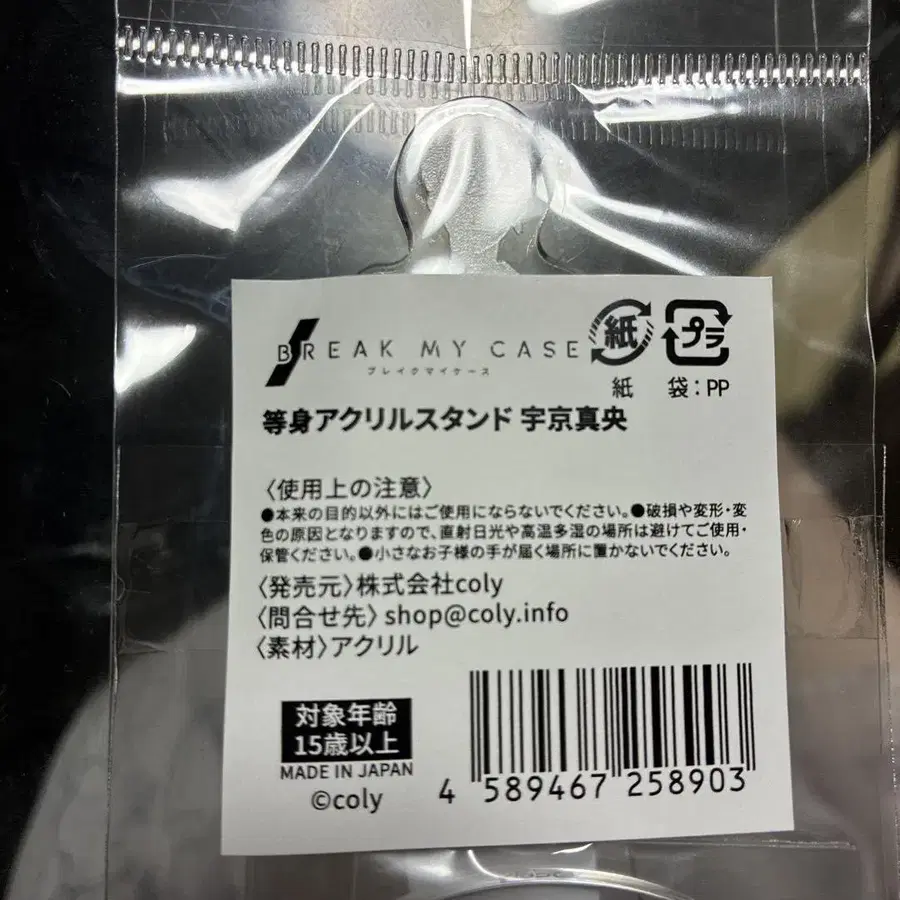 BREAK MY CASE
ブレイクマイケース
紙
プラ
紙 袋:PP
等身アクリルスタンド 宇京真央
〈使用上の注意〉
●本来の目的以外にはご使用にならないでください。●破損や変形・変
色の原因となりますので、直射日光や高温多湿の場所は避けてご使用・
保管ください。●小さなお子様の手が届く場所に置かないでください。
〈発売元〉株式会社coly
〈問合せ先〉shop@coly.info
〈素材〉アクリル
対象年齢
15歳以上
MADE IN JAPAN
©coly
4 589467 258903